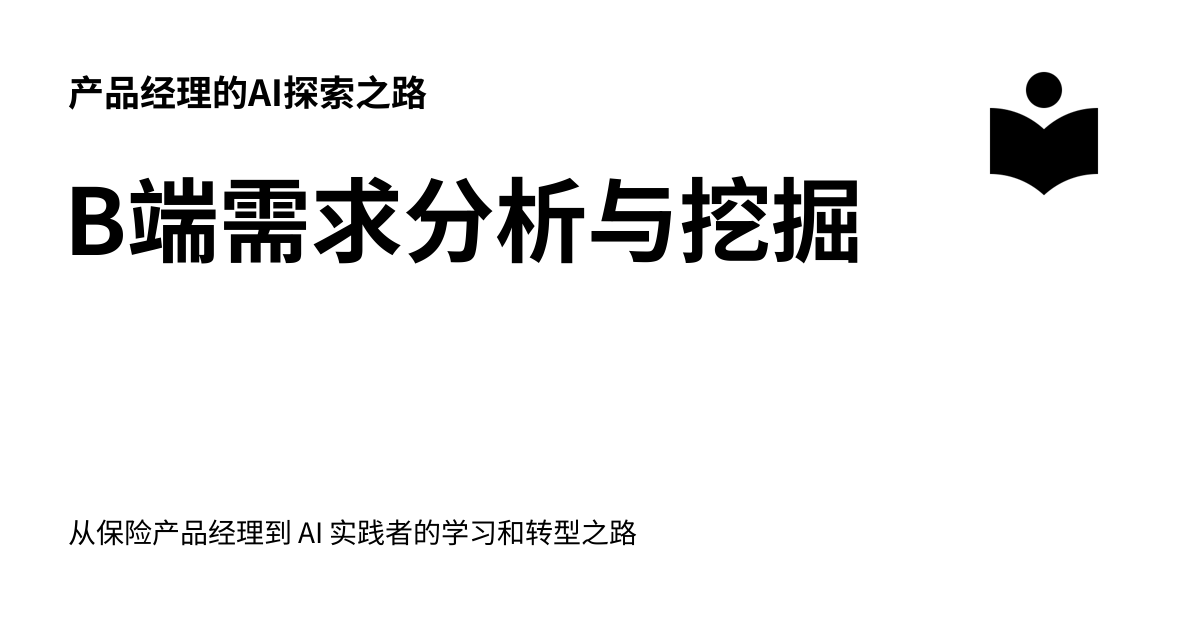 产品经理的AI探索之路
B端需求分析与挖掘
从保险产品经理到 AI 实践者的学习和转型之路